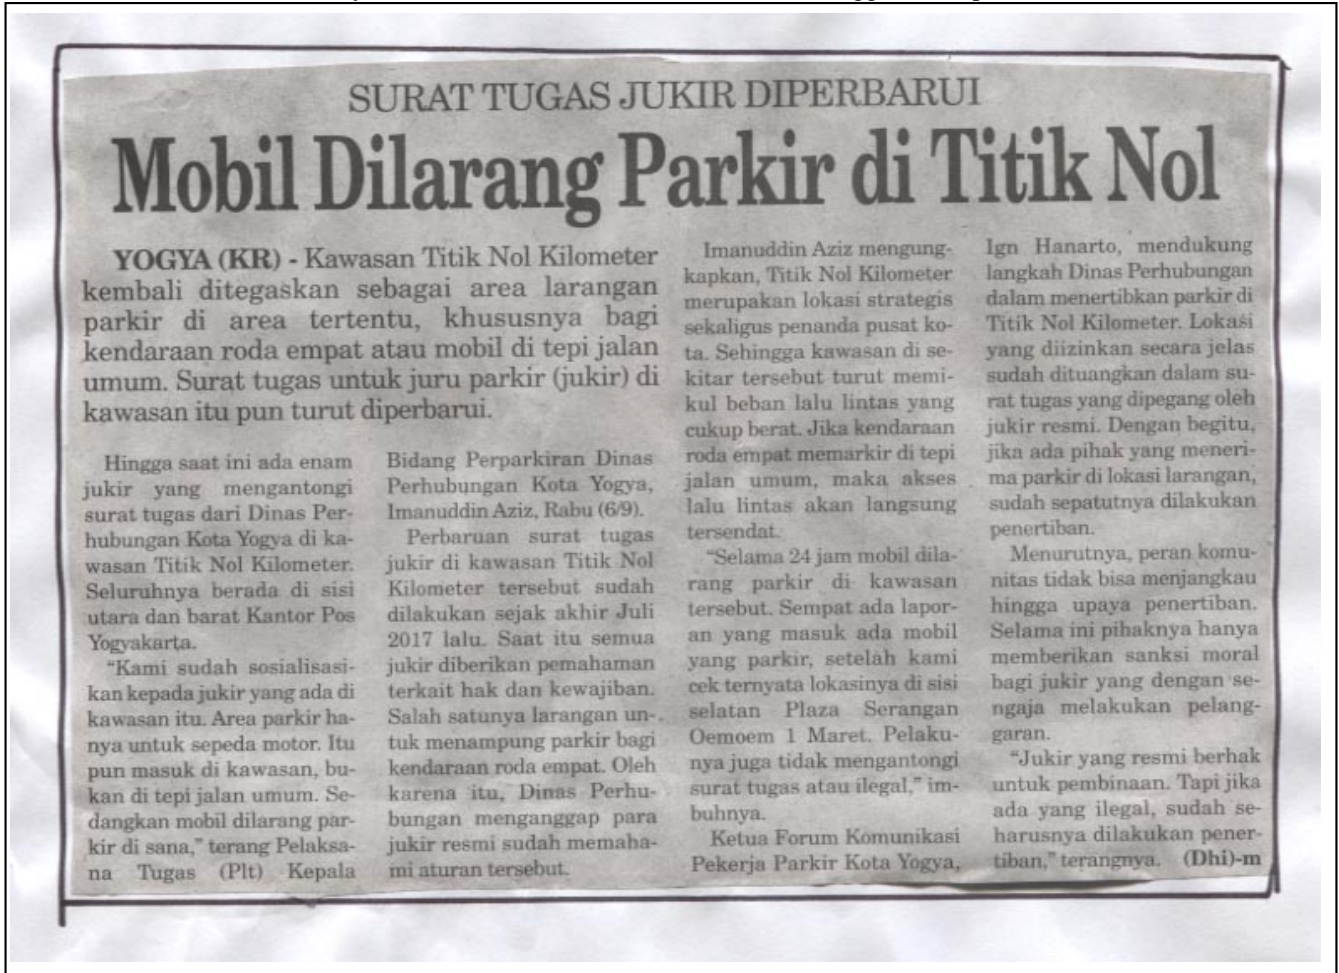 SURAT TUGAS JUKIR DIPERBARUI
Mobil Dilarang Parkir di Titik Nol
YOGYA (KR) - Kawasan Titik Nol Kilometer
kembali ditegaskan sebagai area larangan
parkir di area tertentu, khususnya bagi
kendaraan roda empat atau mobil di tepi jalan
umum. Surat tugas untuk juru parkir (jukir) di
kawasan itu pun turut diperbarui.
Hingga saat ini ada enam
jukir yang mengantongi
surat tugas dari Dinas Per-
hubungan Kota Yogya di ka-
wasan Titik Nol Kilometer.
Seluruhnya berada di sisi
utara dan barat Kantor Pos
Yogyakarta.
"Kami sudah sosialisasi-
kan kepada jukir yang ada di
kawasan itu. Area parkir ha-
nya untuk sepeda motor. Itu
pun masuk di kawasan, bu-
kan di tepi jalan umum. Se-
dangkan mobil dilarang par-
kir di sana," terang Pelaksa-
na Tugas (Plt) Kepala
Bidang Perparkiran Dinas
Perhubungan Kota Yogya,
Imanuddin Aziz, Rabu (6/9).
Perbaruan surat tugas
jukir di kawasan Titik Nol
Kilometer tersebut sudah
dilakukan sejak akhir Juli
2017 lalu. Saat itu semua
jukir diberikan pemahaman
terkait hak dan kewajiban.
Salah satunya larangan un-
tuk menampung parkir bagi
kendaraan roda empat. Oleh
karena itu, Dinas Perhu-
bungan menganggap para
jukir resmi sudah memaha-
mi aturan tersebut.
Imanuddin Aziz mengung-
kapkan, Titik Nol Kilometer
merupakan lokasi strategis
sekaligus penanda pusat ko-
ta. Sehingga kawasan di se-
kitar tersebut turut memi-
kul beban lalu lintas yang
cukup berat. Jika kendaraan
roda empat memarkir di tepi
jalan umum, maka akses
lalu lintas akan langsung
tersendat.
"Selama 24 jam mobil dila-
rang parkir di kawasan
tersebut. Sempat ada lapor-
an yang masuk ada mobil
yang parkir, setelah kami
cek ternyata lokasinya di sisi
selatan Plaza Serangan
Oemoem 1 Maret. Pelaku-
nya juga tidak mengantongi
surat tugas atau ilegal," im-
buhnya.
Ketua Forum Komunikasi
Pekerja Parkir Kota Yogya,
Ign Hanarto, mendukung
langkah Dinas Perhubungan
dalam menertibkan parkir di
Titik Nol Kilometer. Lokasi
yang diizinkan secara jelas
sudah dituangkan dalam su-
rat tugas yang dipegang oleh
jukir resmi. Dengan begitu,
jika ada pihak yang meneri-
ma parkir di lokasi larangan,
sudah sepatutnya dilakukan
penertiban.
Menurutnya, peran komu-
nitas tidak bisa menjangkau
hingga upaya penertiban.
Selama ini pihaknya hanya
memberikan sanksi moral
bagi jukir yang dengan se-
ngaja melakukan pelang-
garan.
"Jukir yang resmi berhak
untuk pembinaan. Tapi jika
ada yang ilegal, sudah se-
harusnya dilakukan pener-
tiban," terangnya. (Dhi)-m